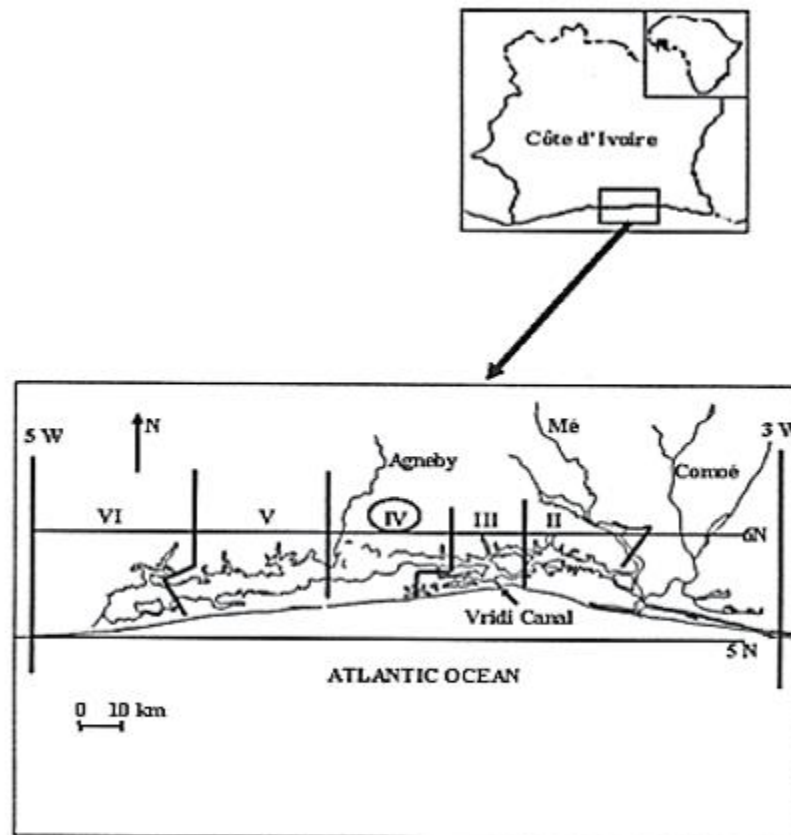 Côte d'Ivoire
5 W
N
Mé
3 W
Agneby
Comoé
VI
V
IV
III
II
6N
Vridi Canal
5 N
ATLANTIC OCEAN
0 10 km